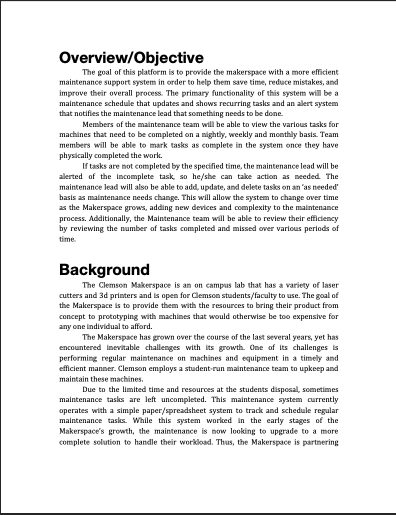 Overview/Objective
The goal of this platform is to provide the makerspace with a more efficient
maintenance support system in order to help them save time, reduce mistakes, and
improve their overall process. The primary functionality of this system will be a
maintenance schedule that updates and shows recurring tasks and an alert system
that notifies the maintenance lead that something needs to be done.
Members of the maintenance team will be able to view the various tasks for
machines that need to be completed on a nightly, weekly and monthly basis. Team
members will be able to mark tasks as complete in the system once they have
physically completed the work.
If tasks are not completed by the specified time, the maintenance lead will be
alerted of the incomplete task, so he/she can take action as needed. The
maintenance lead will also be able to add, update, and delete tasks on an 'as needed'
basis as maintenance needs change. This will allow the system to change over time
as the Makerspace grows, adding new devices and complexity to the maintenance
process. Additionally, the Maintenance team will be able to review their efficiency
by reviewing the number of tasks completed and missed over various periods of
time.
Background
The Clemson Makerspace is an on campus lab that has a variety of laser
cutters and 3d printers and is open for Clemson students/faculty to use. The goal of
the Makerspace is to provide them with the resources to bring their product from
concept to prototyping with machines that would otherwise be too expensive for
any one individual to afford.
The Makerspace has grown over the course of the last several years, yet has
encountered inevitable challenges with its growth. One of its challenges is
performing regular maintenance on machines and equipment in a timely and
efficient manner. Clemson employs a student-run maintenance team to upkeep and
maintain these machines.
Due to the limited time and resources at the students disposal, sometimes
maintenance tasks are left uncompleted. This maintenance system currently
operates with a simple paper/spreadsheet system to track and schedule regular
maintenance tasks. While this system worked in the early stages of the
Makerspace's growth, the maintenance is now looking to upgrade to a more
complete solution to handle their workload. Thus, the Makerspace is partnering